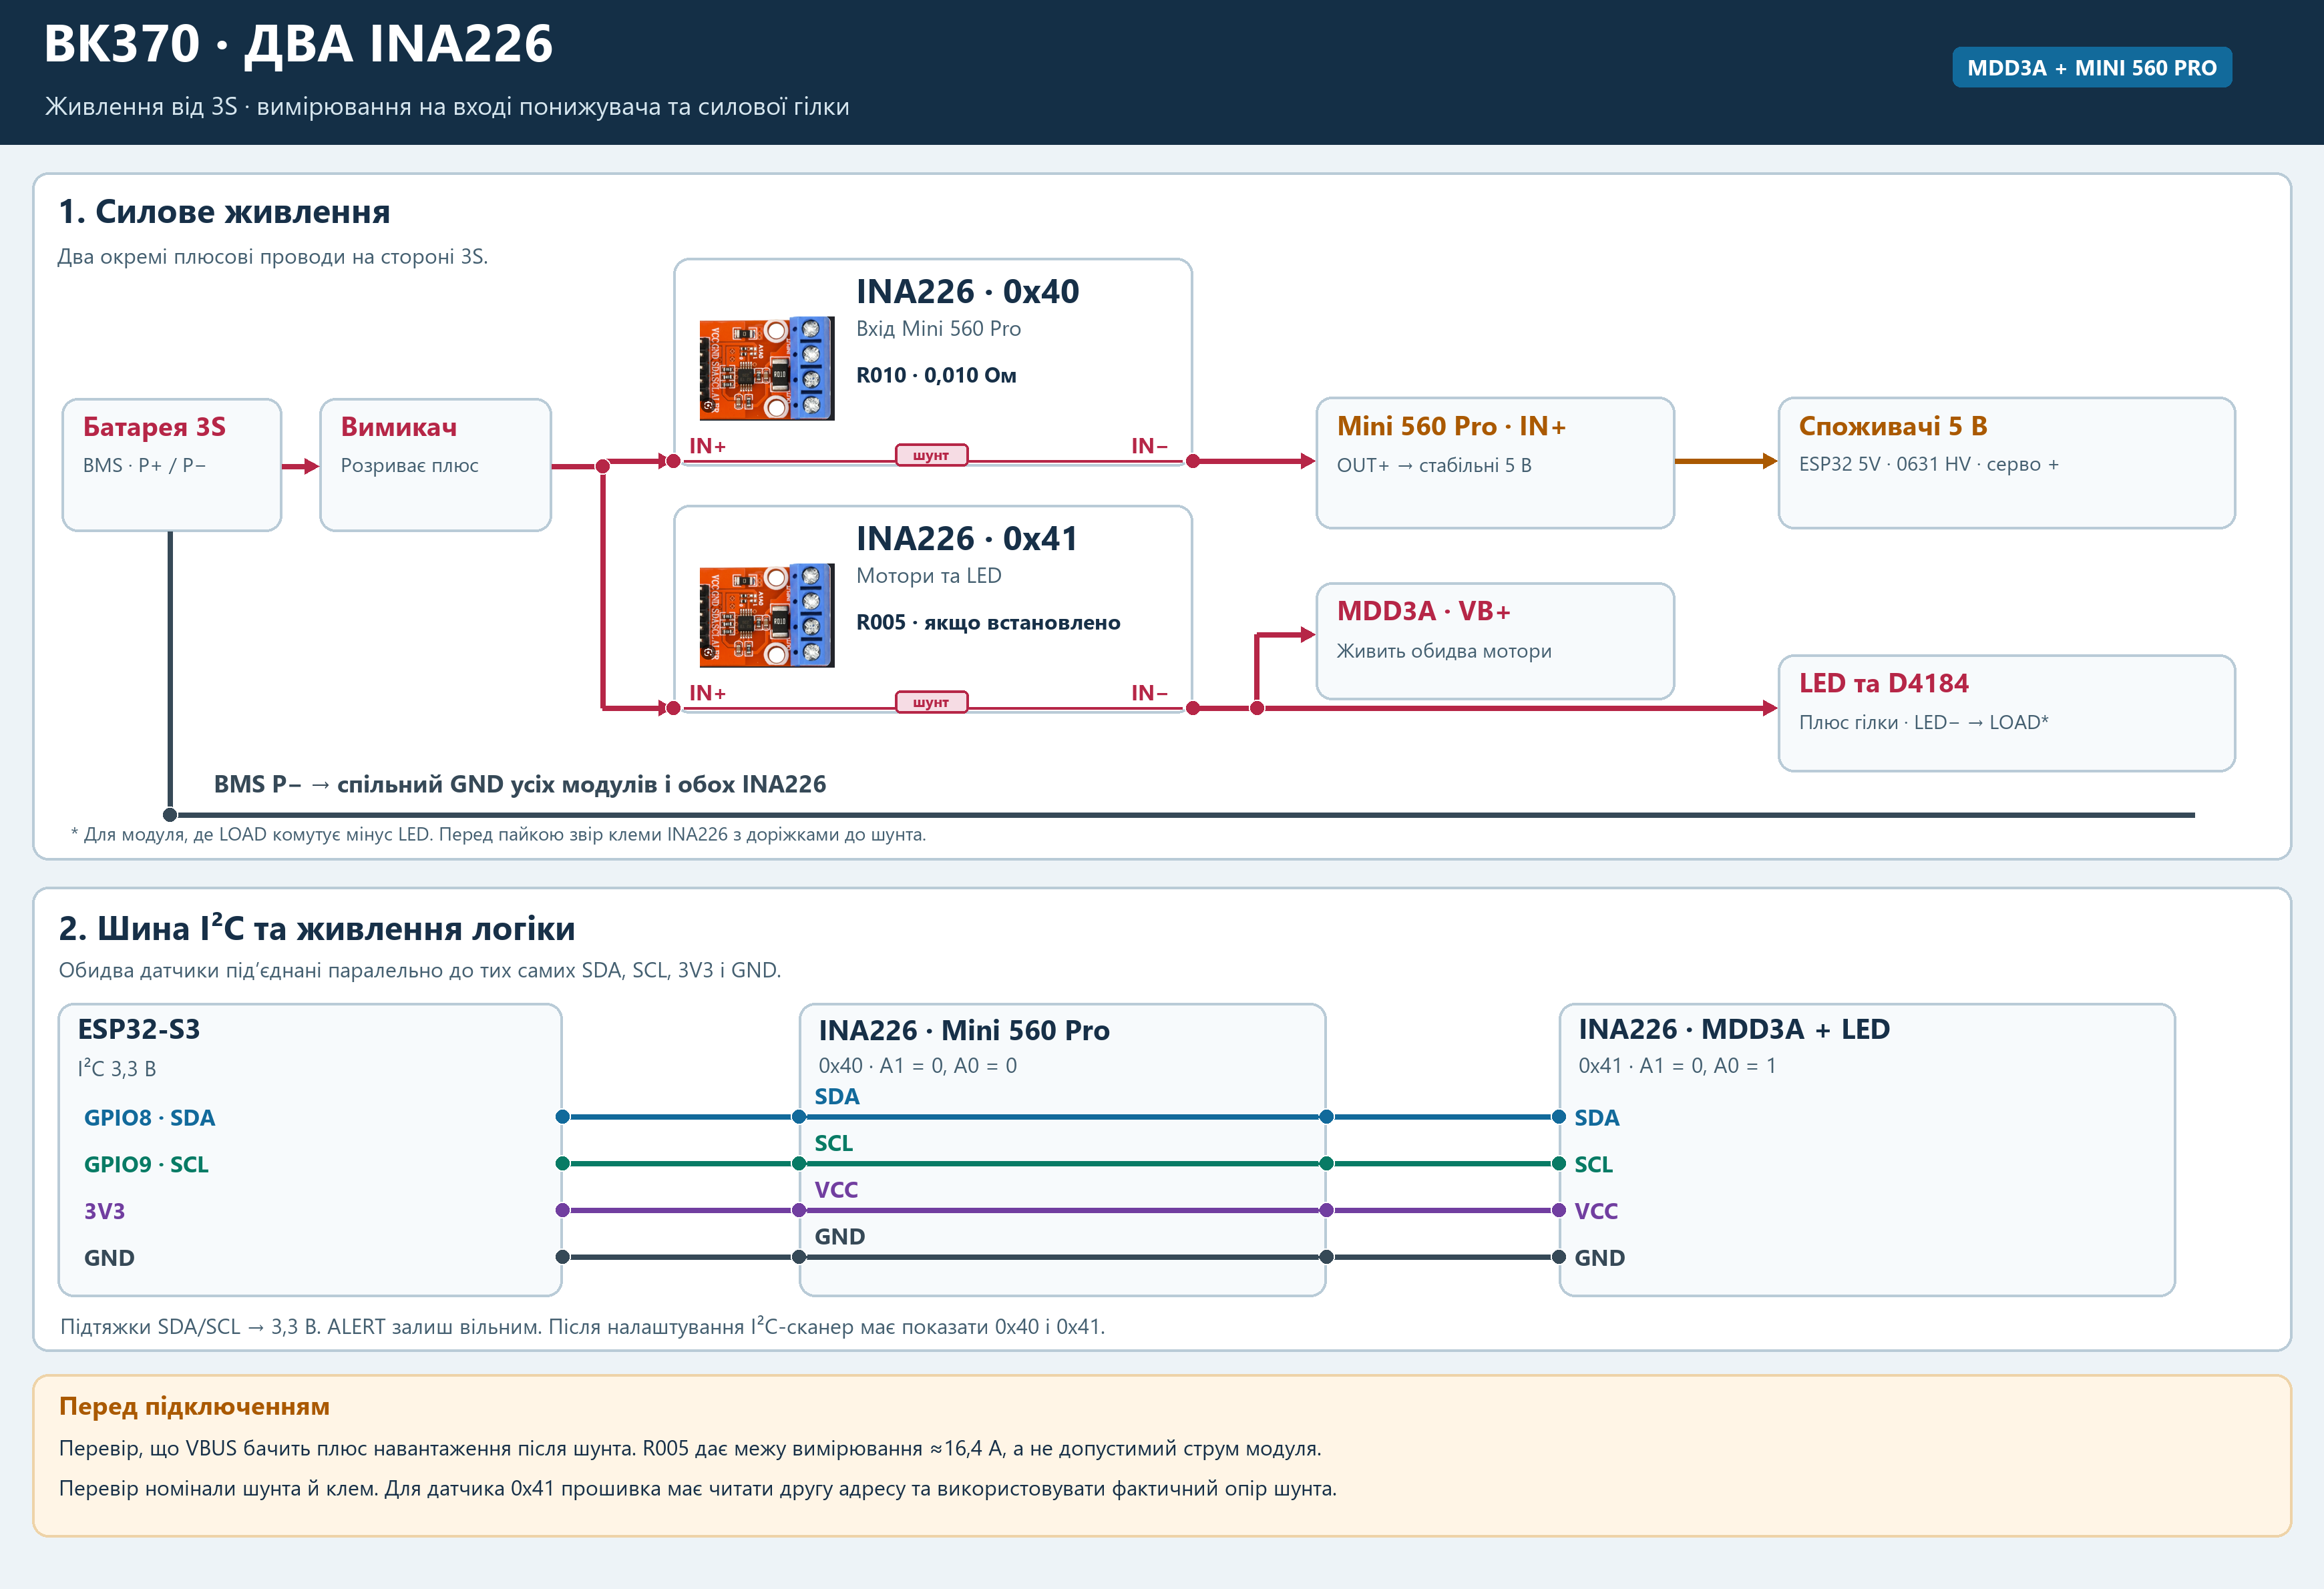 BK370 · ДВА INA226
MDD3A + MINI 560 PRO
Живлення від 3S · вимірювання на вході понижувача та силової гілки
1. Силове живлення
Два окремі плюсові проводи на стороні 3S.
INA226 · 0x40
Вхід Mini 560 Pro
R010 · 0,010 Ом
IN+
шунт
IN−
Батарея 3S
BMS · P+ / P−
Вимикач
Розриває плюс
Mini 560 Pro · IN+
OUT+ → стабільні 5 В
Споживачі 5 В
ESP32 5V · 0631 HV · серво +
INA226 · 0x41
Мотори та LED
R005 · якщо встановлено
IN+
шунт
IN−
MDD3A · VB+
Живить обидва мотори
LED та D4184
Плюс гілки · LED− → LOAD*
BMS P− → спільний GND усіх модулів і обох INA226
* Для модуля, де LOAD комутує мінус LED. Перед пайкою звір клеми INA226 з доріжками до шунта.
2. Шина I²C та живлення логіки
Обидва датчики під’єднані паралельно до тих самих SDA, SCL, 3V3 і GND.
ESP32-S3
I²C 3,3 В
GPIO8 · SDA
GPIO9 · SCL
3V3
GND
INA226 · Mini 560 Pro
0x40 · A1 = 0, A0 = 0
SDA
SCL
VCC
GND
INA226 · MDD3A + LED
0x41 · A1 = 0, A0 = 1
SDA
SCL
VCC
GND
Підтяжки SDA/SCL → 3,3 В. ALERT залиш вільним. Після налаштування I²C-сканер має показати 0x40 і 0x41.
Перед підключенням
Перевір, що VBUS бачить плюс навантаження після шунта. R005 дає межу вимірювання ≈16,4 А, а не допустимий струм модуля.
Перевір номінали шунта й клем. Для датчика 0x41 прошивка має читати другу адресу та використовувати фактичний опір шунта.